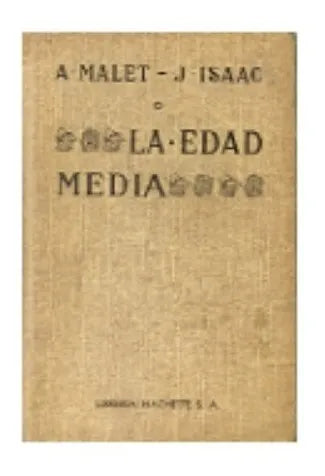 A·MALET - J·ISAAC
LA·EDAD
MEDIA
LIBRERIA HACHETTE S. A.